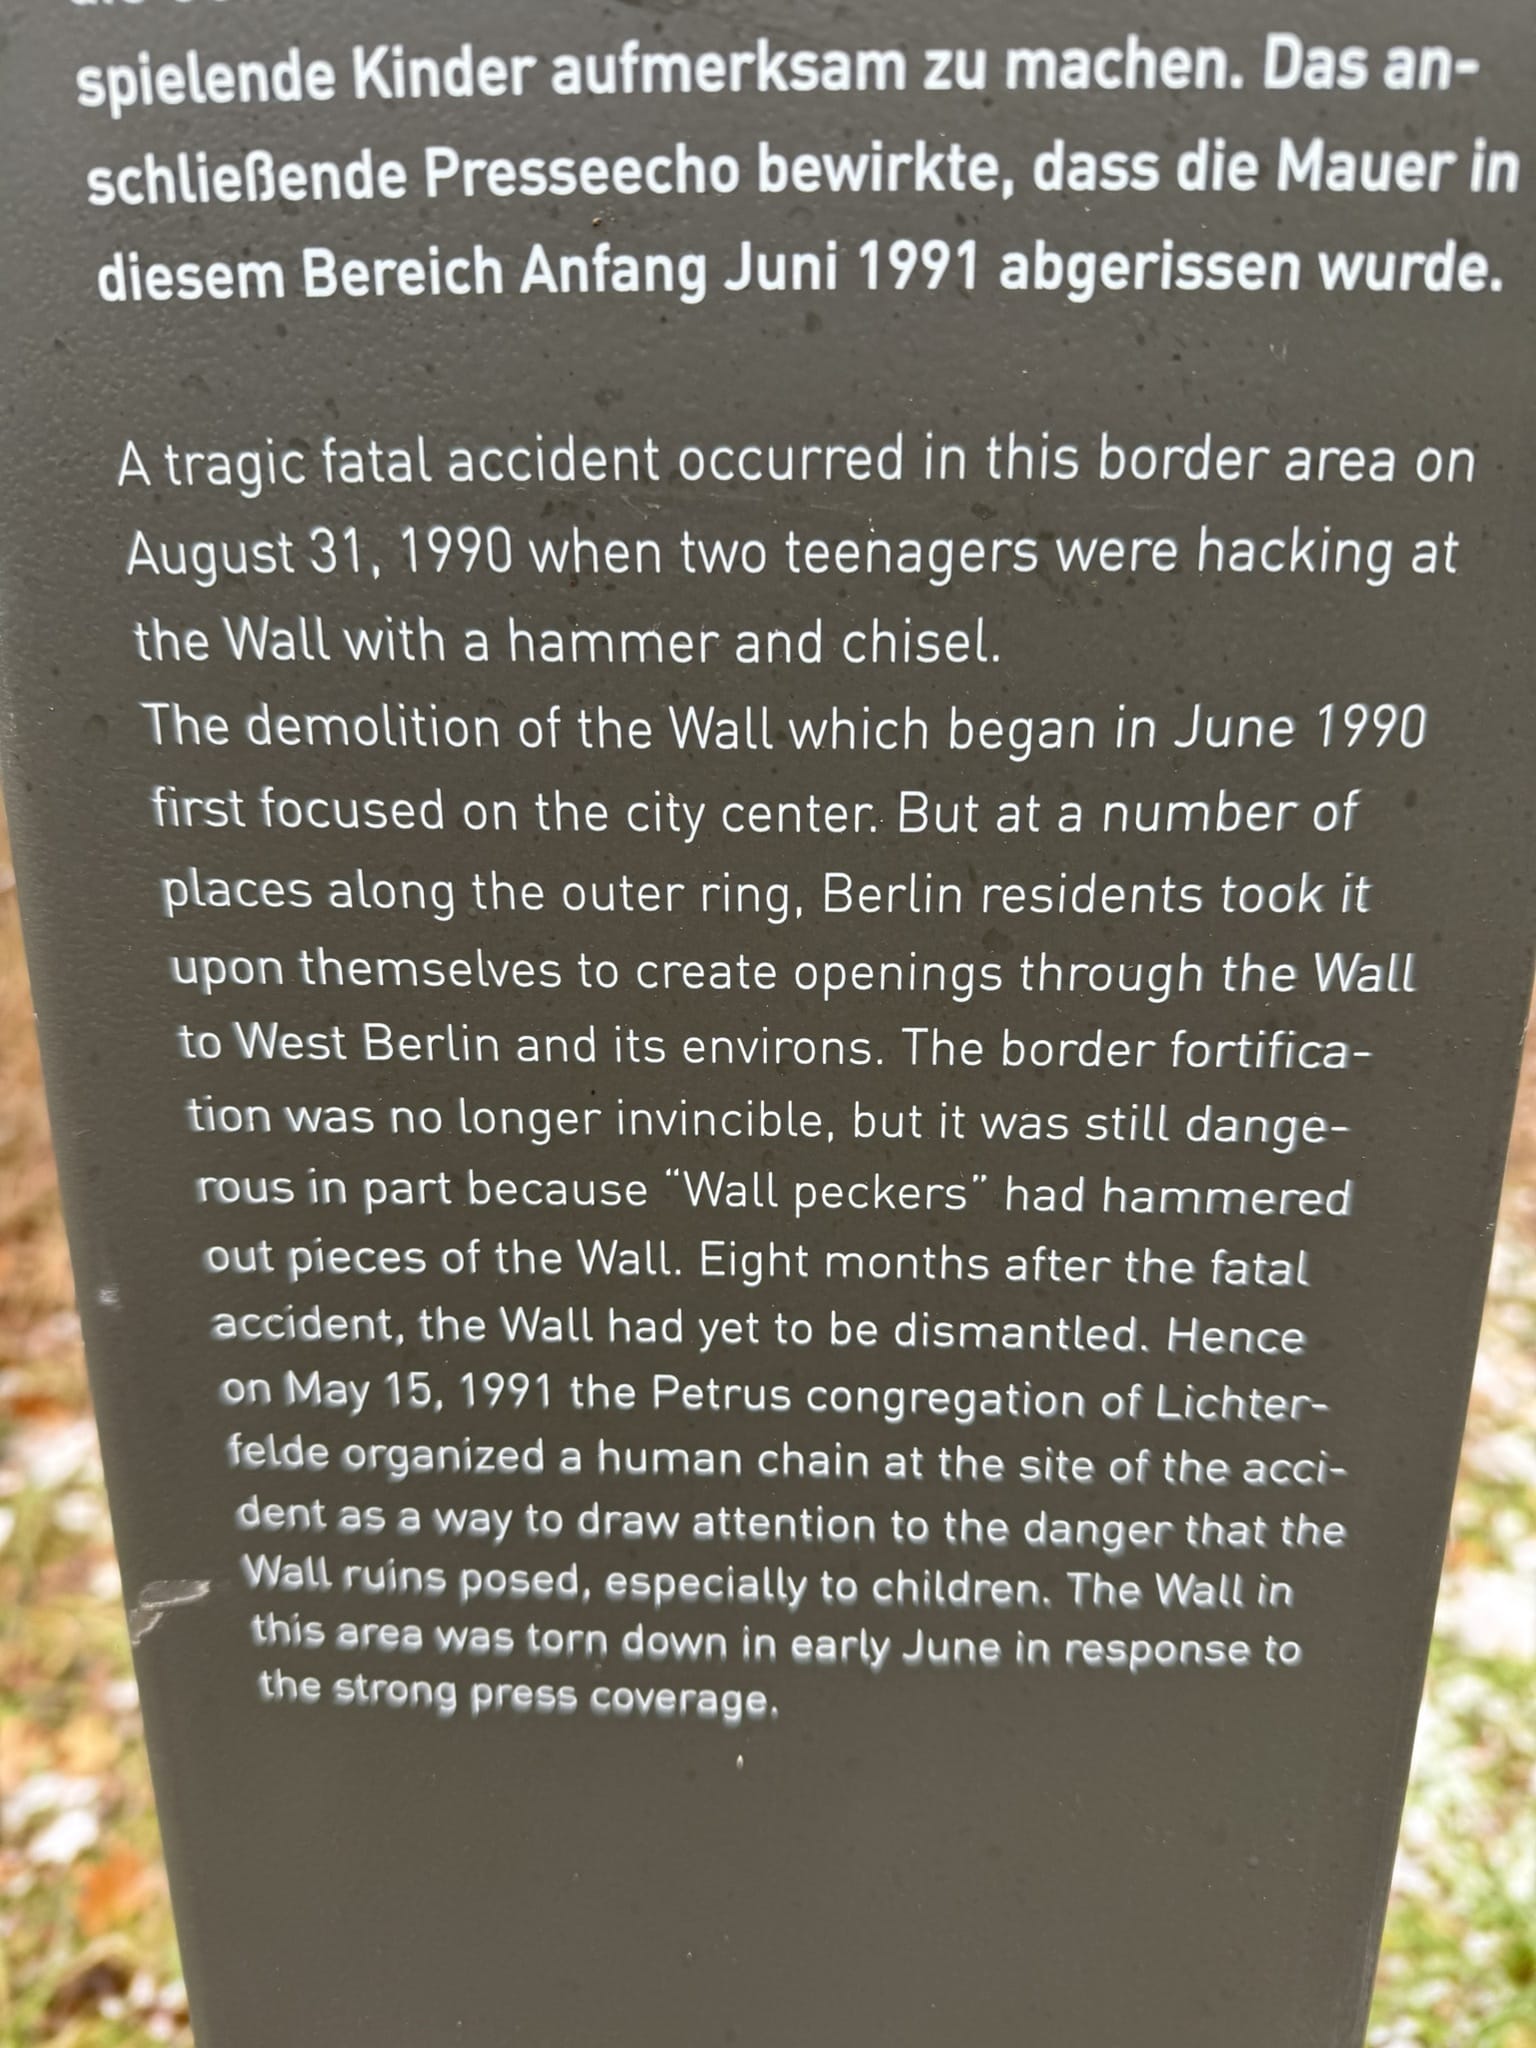 spielende Kinder aufmerksam zu machen. Das an-
schließende Presseecho bewirkte, dass die Mauer in
diesem Bereich Anfang Juni 1991 abgerissen wurde.
A tragic fatal accident occurred in this border area on
August 31, 1990 when two teenagers were hacking at
the Wall with a hammer and chisel.
The demolition of the Wall which began in June 1990
first focused on the city center. But at a number of
places along the outer ring, Berlin residents took it
upon themselves to create openings through the Wall
to West Berlin and its environs. The border fortifica-
tion was no longer invincible, but it was still dange-
rous in part because “Wall peckers” had hammered
out pieces of the Wall. Eight months after the fatal
accident, the Wall had yet to be dismantled. Hence
on May 15, 1991 the Petrus congregation of Lichter-
felde organized a human chain at the site of the acci-
dent as a way to draw attention to the danger that the
Wall ruins posed, especially to children. The Wall in
this area was torn down in early June in response to
the strong press coverage.